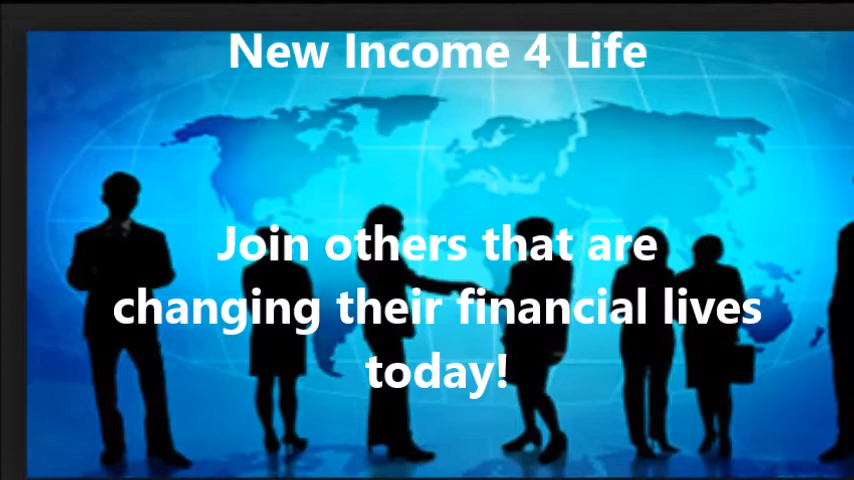 New Income 4 Life
Join others that are
changing their financial lives
today!